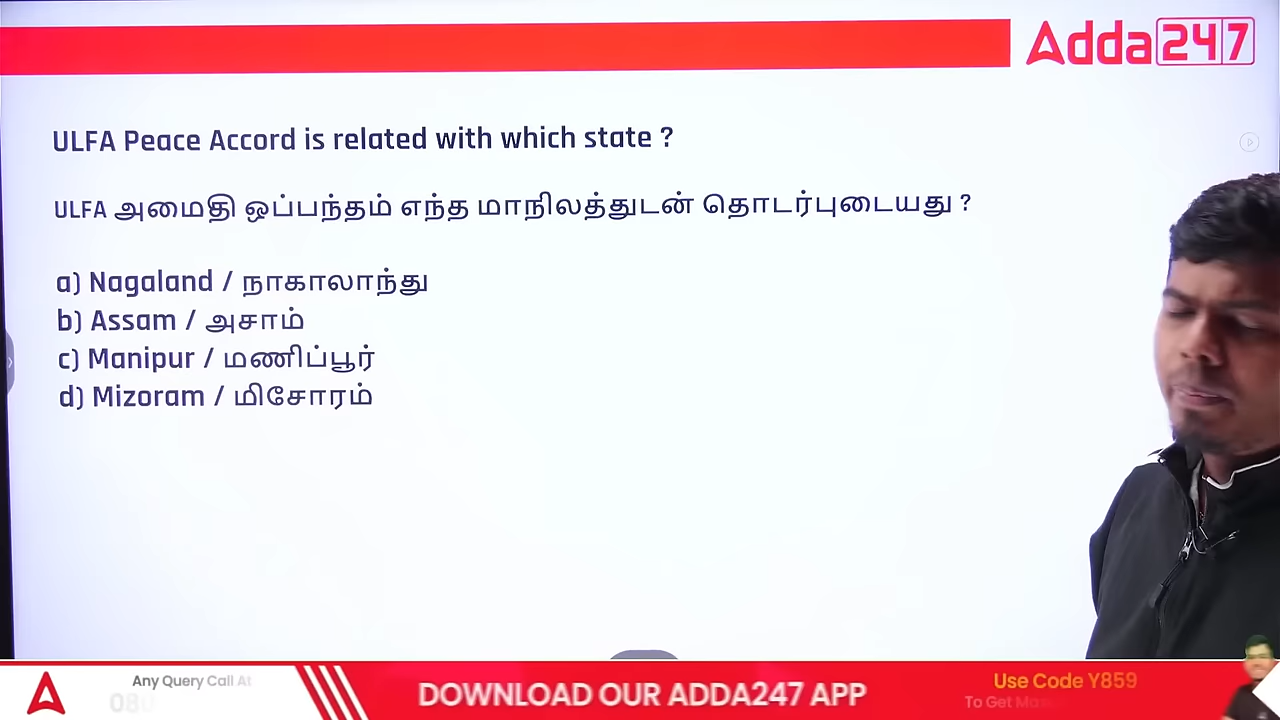 Adda247
ULFA Peace Accord is related with which state ?
ULFA அமைதி ஒப்பந்தம் எந்த மாநிலத்துடன் தொடர்புடையது ?
a) Nagaland / நாகாலாந்து
b) Assam / அசாம்
c) Manipur / மணிப்பூர்
d) Mizoram / மிசோரம்
Any Query Call At
DOWNLOAD OUR ADDA247 APP
Use Code Y859
To Get